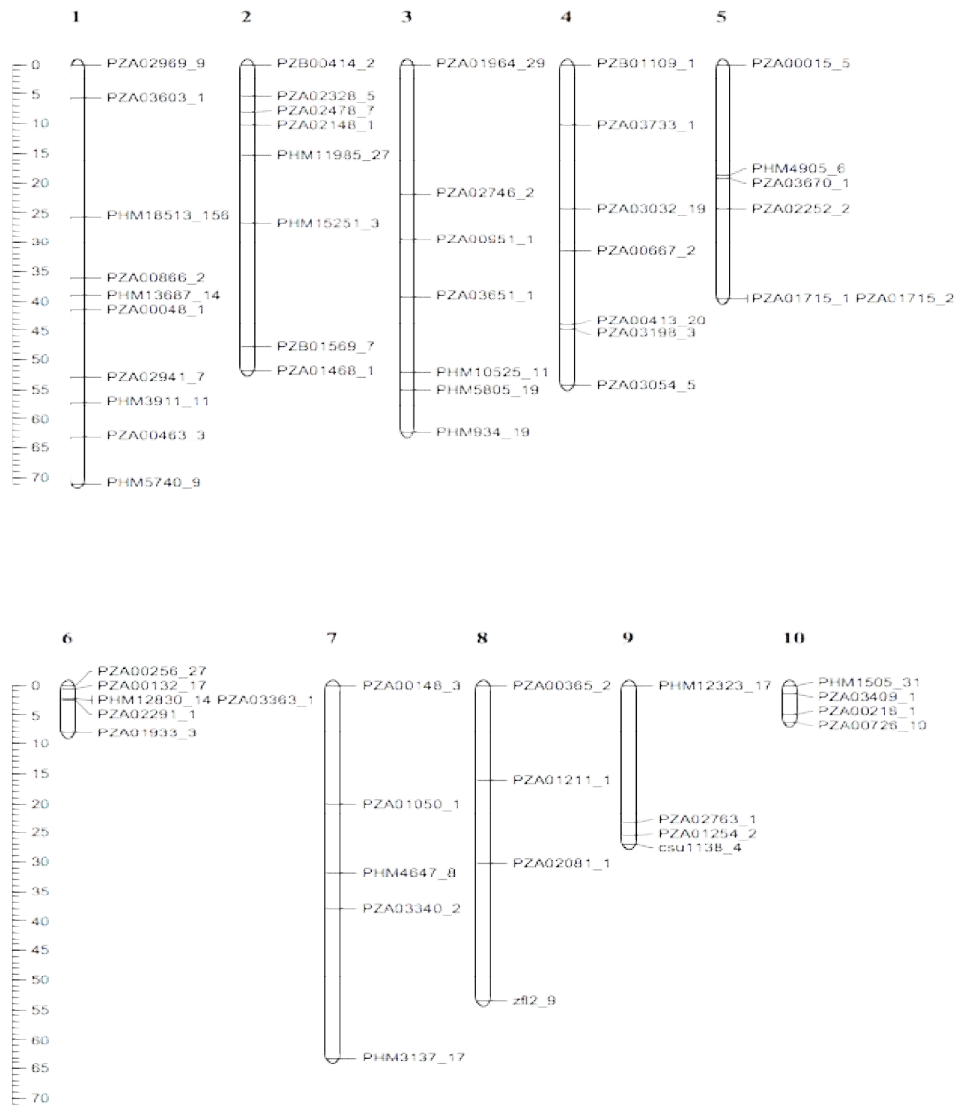 1 2 3 4 5
0
5
10
15
20
25
30
35
40
45
50
55
60
65
70
PZA02969_9
PZA03603_1
PHM18513_156
PZA00866_2
PHM13687_14
PZA00048_1
PZA02941_7
PHM3911_11
PZA00463_3
PHM5740_9
PZB00414_2
PZA02328_5
PZA02478_7
PZA02148_1
PHM11985_27
PHM15251_3
PZB01569_7
PZA01468_1
PZA01964_29
PZA02746_2
PZA00951_1
PZA03651_1
PHM10525_11
PHM5805_19
PHM934_19
PZB01109_1
PZA03733_1
PZA03032_19
PZA00667_2
PZA00413_20
PZA03198_3
PZA03054_5
PZA00015_5
PHM4905_6
PZA03670_1
PZA02252_2
PZA01715_1 PZA01715_2
6 7 8 9 10
0
5
10
15
20
25
30
35
40
45
50
55
60
65
70
PZA00256_27
PZA00132_17
PHM12830_14 PZA03363_1
PZA02291_1
PZA01933_3
PZA00148_3
PZA01050_1
PHM4647_8
PZA03340_2
PHM3137_17
PZA00365_2
PZA01211_1
PZA02081_1
zfl2_9
PHM12323_17
PZA02763_1
PZA01254_2
csu1138_4
PHM1505_31
PZA03409_1
PZA00218_1
PZA00726_10